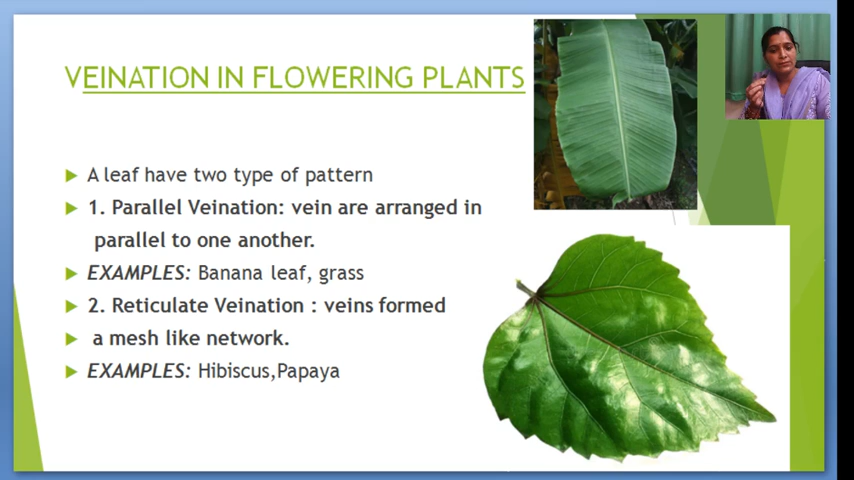 VEINATION IN FLOWERING PLANTS
A leaf have two type of pattern
1. Parallel Veination: vein are arranged in
parallel to one another.
EXAMPLES: Banana leaf, grass
2. Reticulate Veination : veins formed
a mesh like network.
EXAMPLES: Hibiscus,Papaya